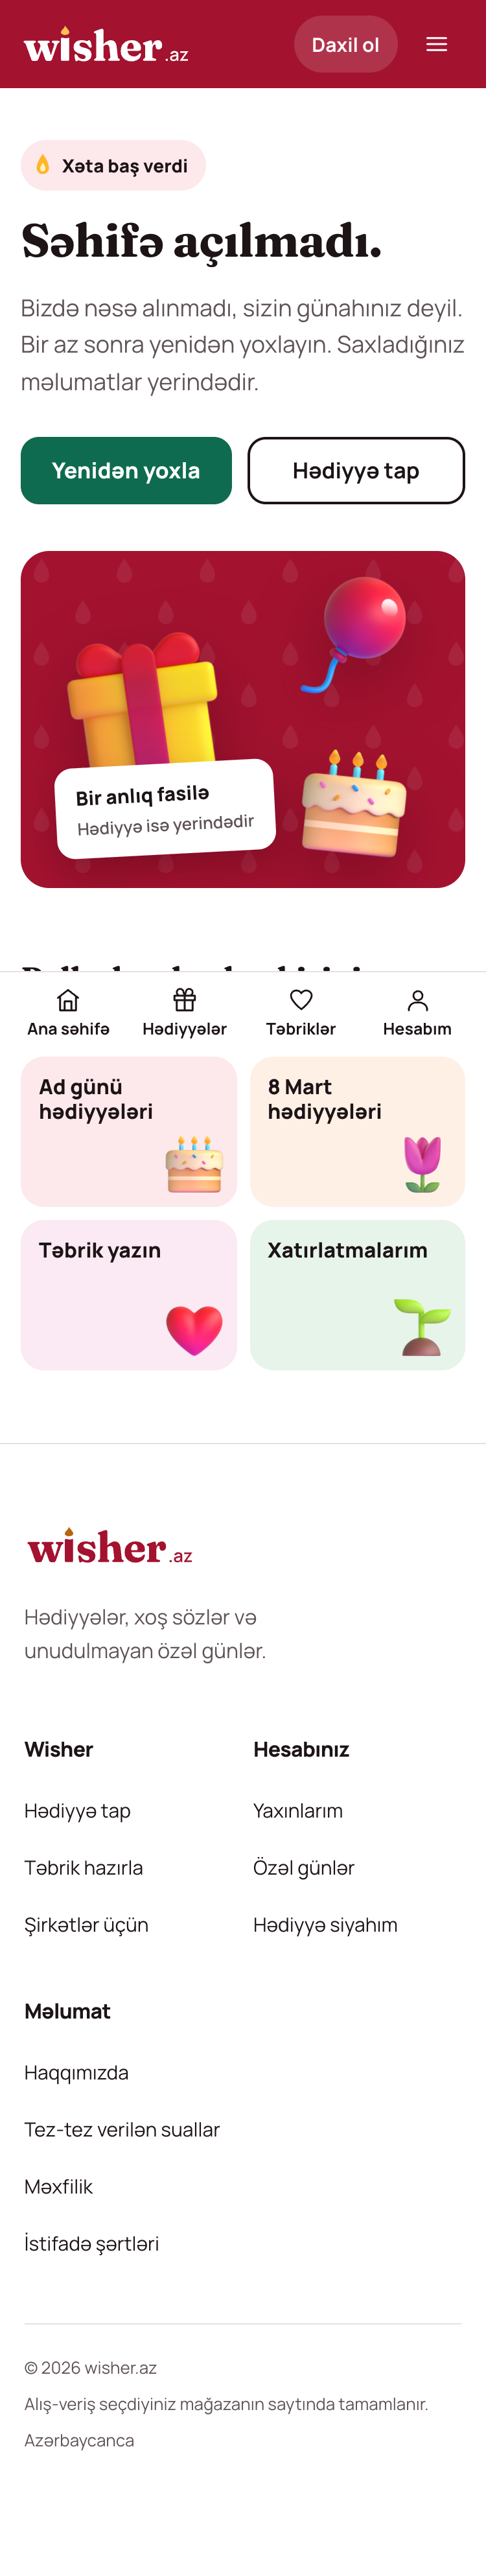 wisher.az
Daxil ol
Xəta baş verdi
Səhifə açılmadı.
Bizdə nəsə alınmadı, sizin günahınız deyil.
Bir az sonra yenidən yoxlayın. Saxladığınız
məlumatlar yerindədir.
Yenidən yoxla
Hədiyyə tap
Bir anlıq fasilə
Hədiyyə isə yerindədir
Ana səhifə
Hədiyyələr
Təbriklər
Hesabım
Ad günü
hədiyyələri
8 Mart
hədiyyələri
Təbrik yazın
Xatırlatmalarım
wisher.az
Hədiyyələr, xoş sözlər və
unudulmayan özəl günlər.
Wisher
Hədiyyə tap
Təbrik hazırla
Şirkətlər üçün
Hesabınız
Yaxınlarım
Özəl günlər
Hədiyyə siyahım
Məlumat
Haqqımızda
Tez-tez verilən suallar
Məxfilik
İstifadə şərtləri
© 2026 wisher.az
Alış-veriş seçdiyiniz mağazanın saytında tamamlanır.
Azərbaycanca